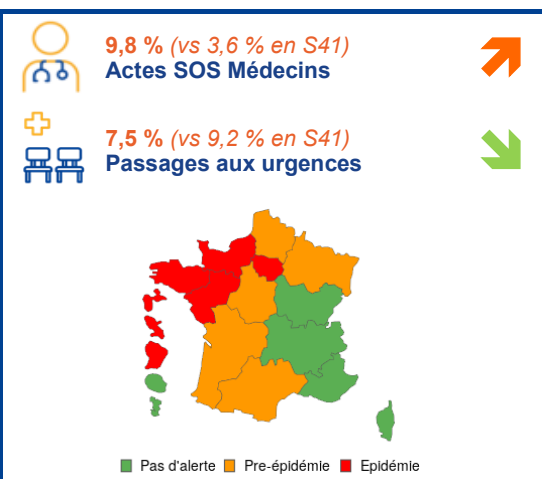 9,8 % (vs 3,6 % en S41)
Actes SOS Médecins
7,5 % (vs 9,2 % en S41)
Passages aux urgences
Pas d'alerte Pre-épidémie Epidémie